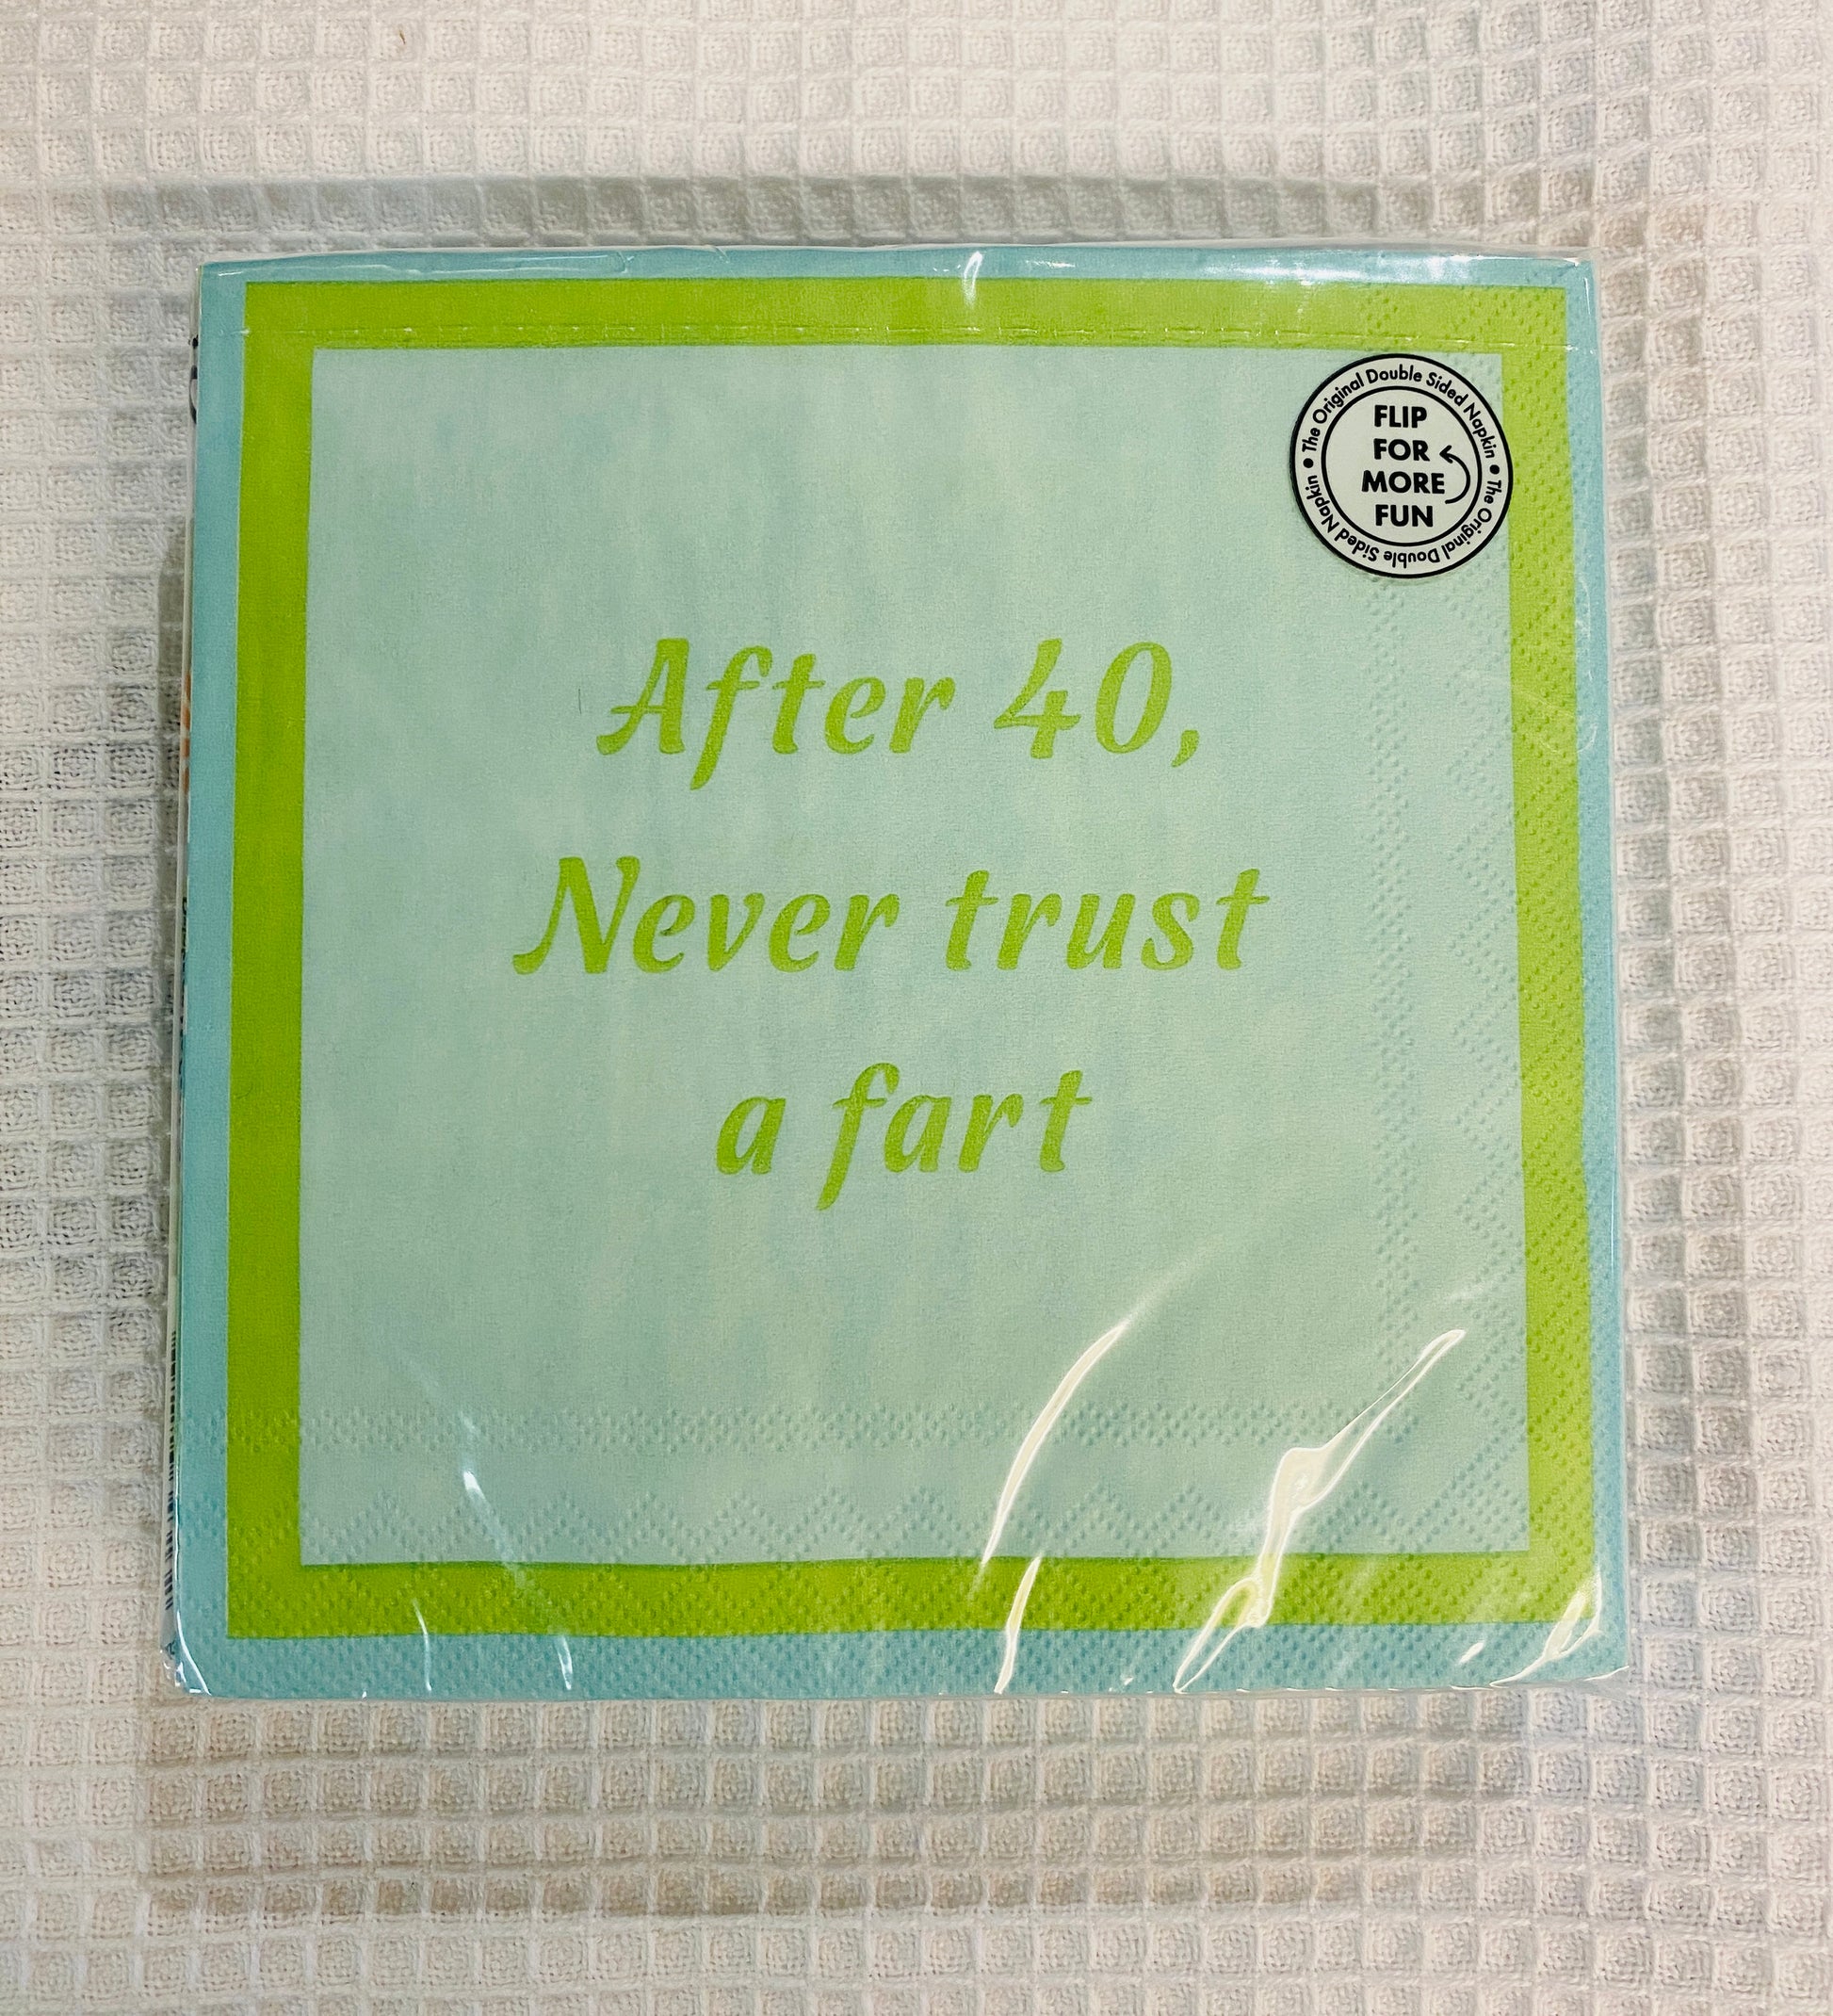 The Original Double Sided Napkin • The Original Double Sided Napkin •
FLIP
FOR
MORE
FUN
After 40,
Never trust
a fart